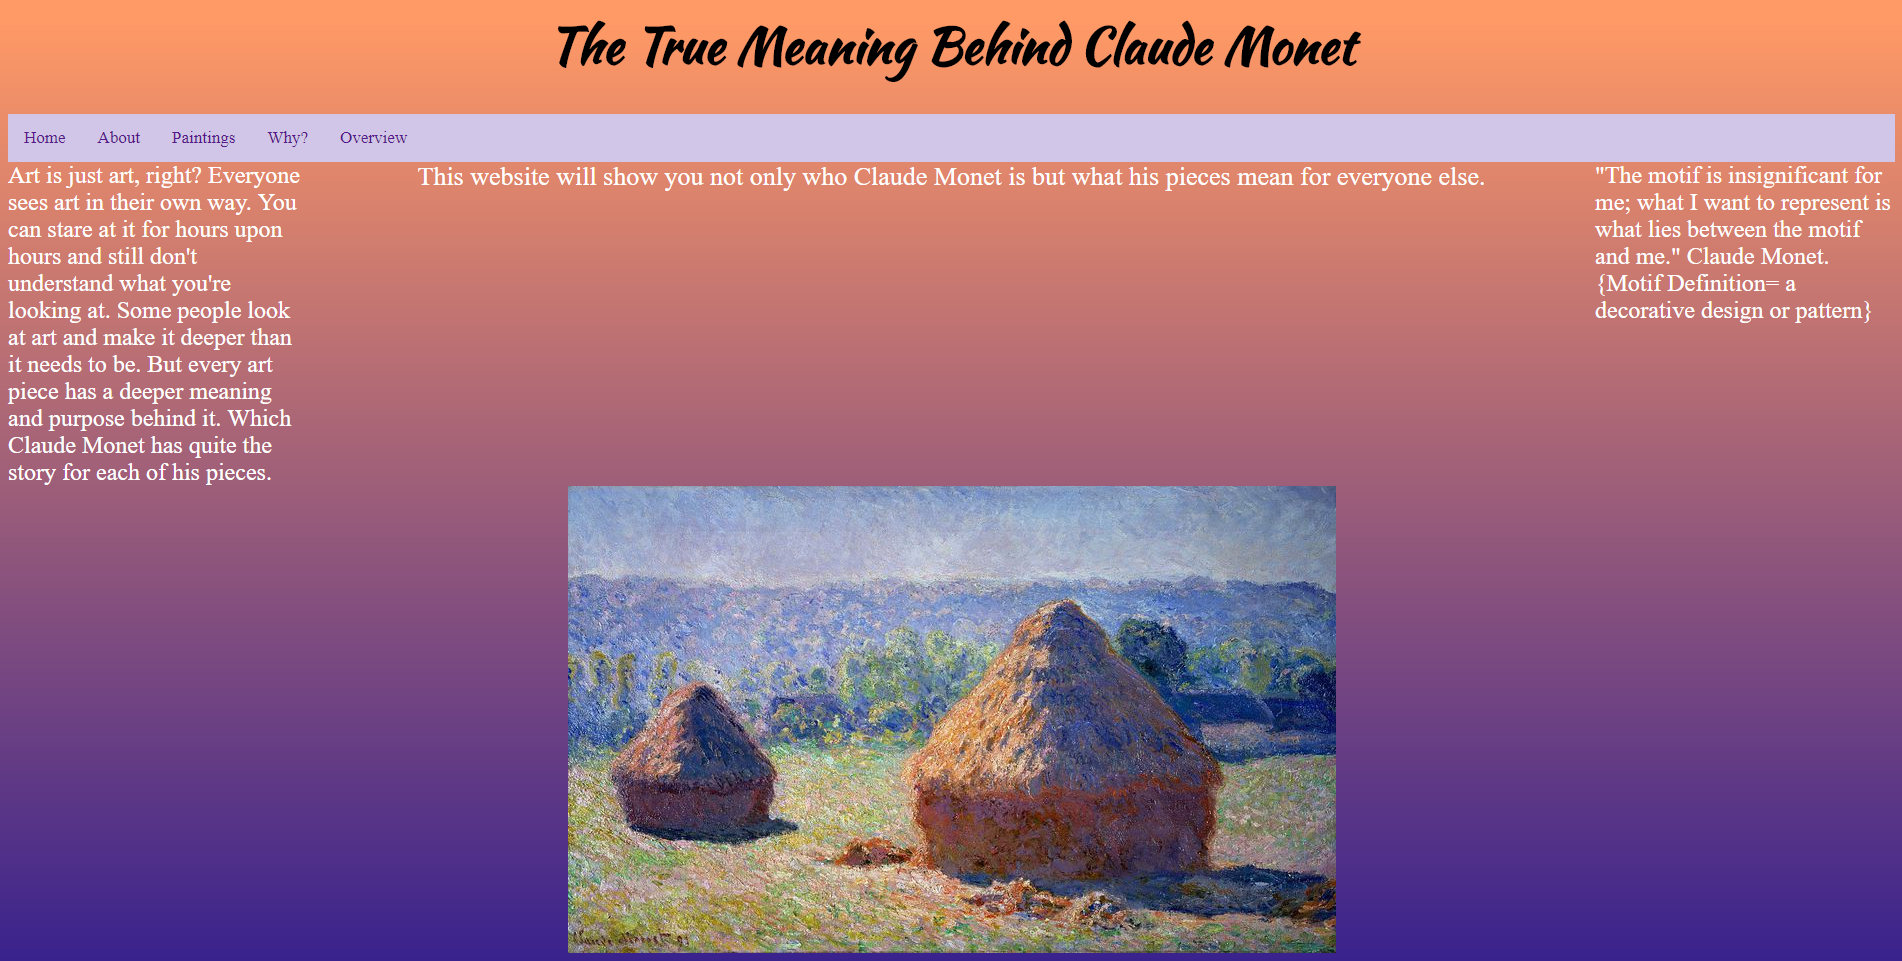 The True Meaning Behind Claude Monet
Home About Paintings Why? Overview
Art is just art, right? Everyone
sees art in their own way. You
can stare at it for hours upon
hours and still don't
understand what you're
looking at. Some people look
at art and make it deeper than
it needs to be. But every art
piece has a deeper meaning
and purpose behind it. Which
Claude Monet has quite the
story for each of his pieces.
This website will show you not only who Claude Monet is but what his pieces mean for everyone else.
"The motif is insignificant for
me; what I want to represent is
what lies between the motif
and me." Claude Monet.
{Motif Definition= a
decorative design or pattern}
Claude Monet 91